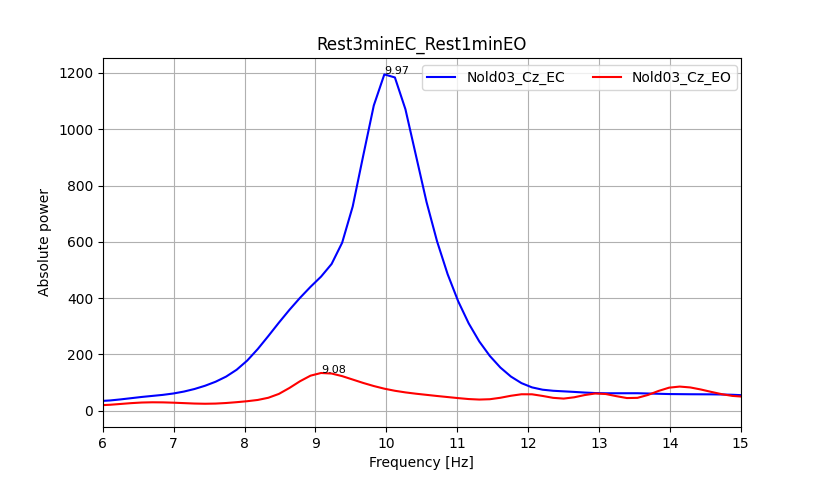 Rest3minEC_Rest1minEO
Nold03_Cz_EC
Nold03_Cz_EO
9.97
9.08
Absolute power
1200
1000
800
600
400
200
0
6 7 8 9 10 11 12 13 14 15
Frequency [Hz]